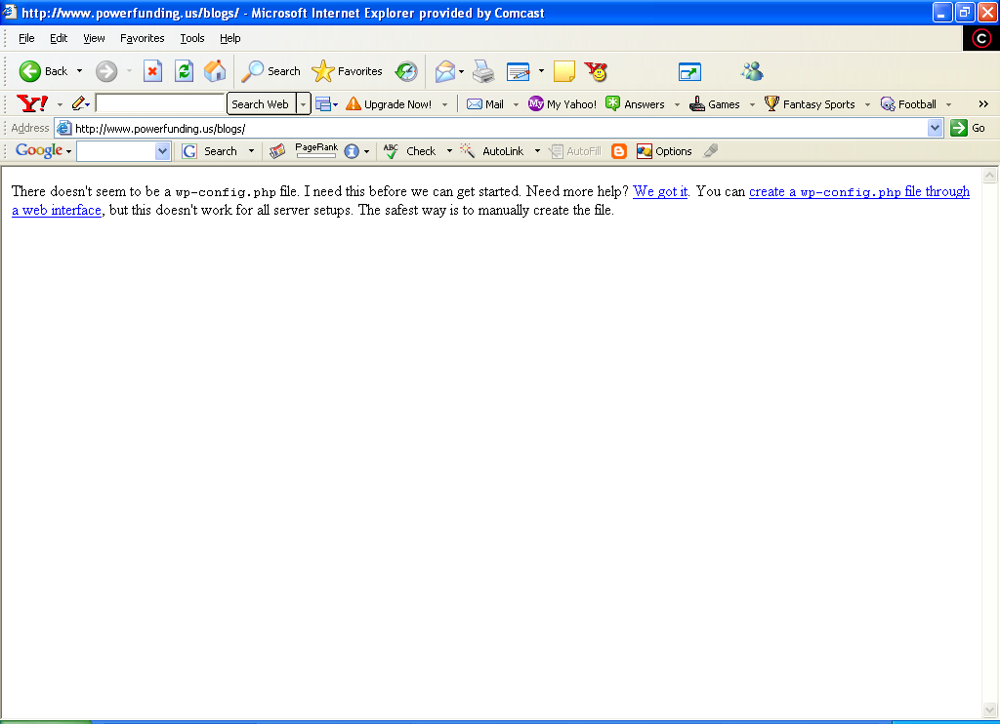 http://www.powerfunding.us/blogs/ - Microsoft Internet Explorer provided by Comcast
File Edit View Favorites Tools Help
C
Back Search Favorites
Y! Search Web Upgrade Now! Mail My My Yahoo! Answers Games Fantasy Sports Football »
Address http://www.powerfunding.us/blogs/ Go
Google G Search PageRank ABC Check AutoLink AutoFill Options
There doesn't seem to be a wp-config.php file. I need this before we can get started. Need more help? We got it. You can create a wp-config.php file through
a web interface, but this doesn't work for all server setups. The safest way is to manually create the file.